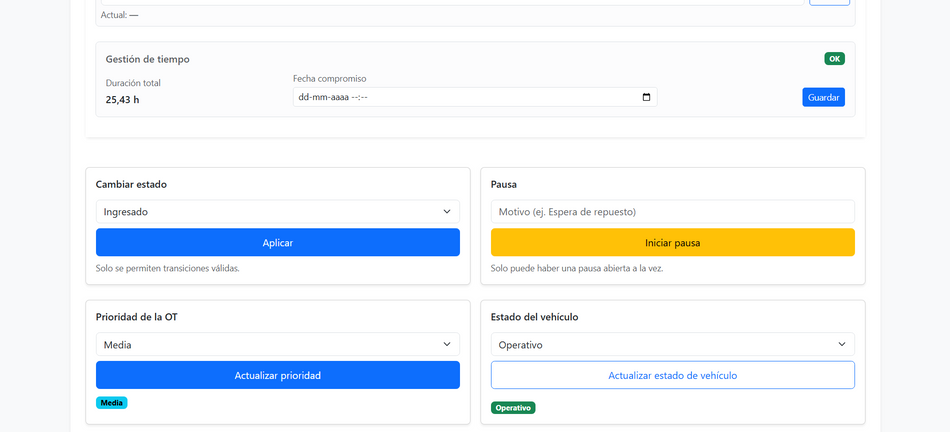 Actual: —
Gestión de tiempo
OK
Duración total
25,43 h
Fecha compromiso
dd-mm-aaaa --:--
Guardar
Cambiar estado
Ingresado
Aplicar
Solo se permiten transiciones válidas.
Pausa
Motivo (ej. Espera de repuesto)
Iniciar pausa
Solo puede haber una pausa abierta a la vez.
Prioridad de la OT
Media
Actualizar prioridad
Media
Estado del vehículo
Operativo
Actualizar estado de vehículo
Operativo